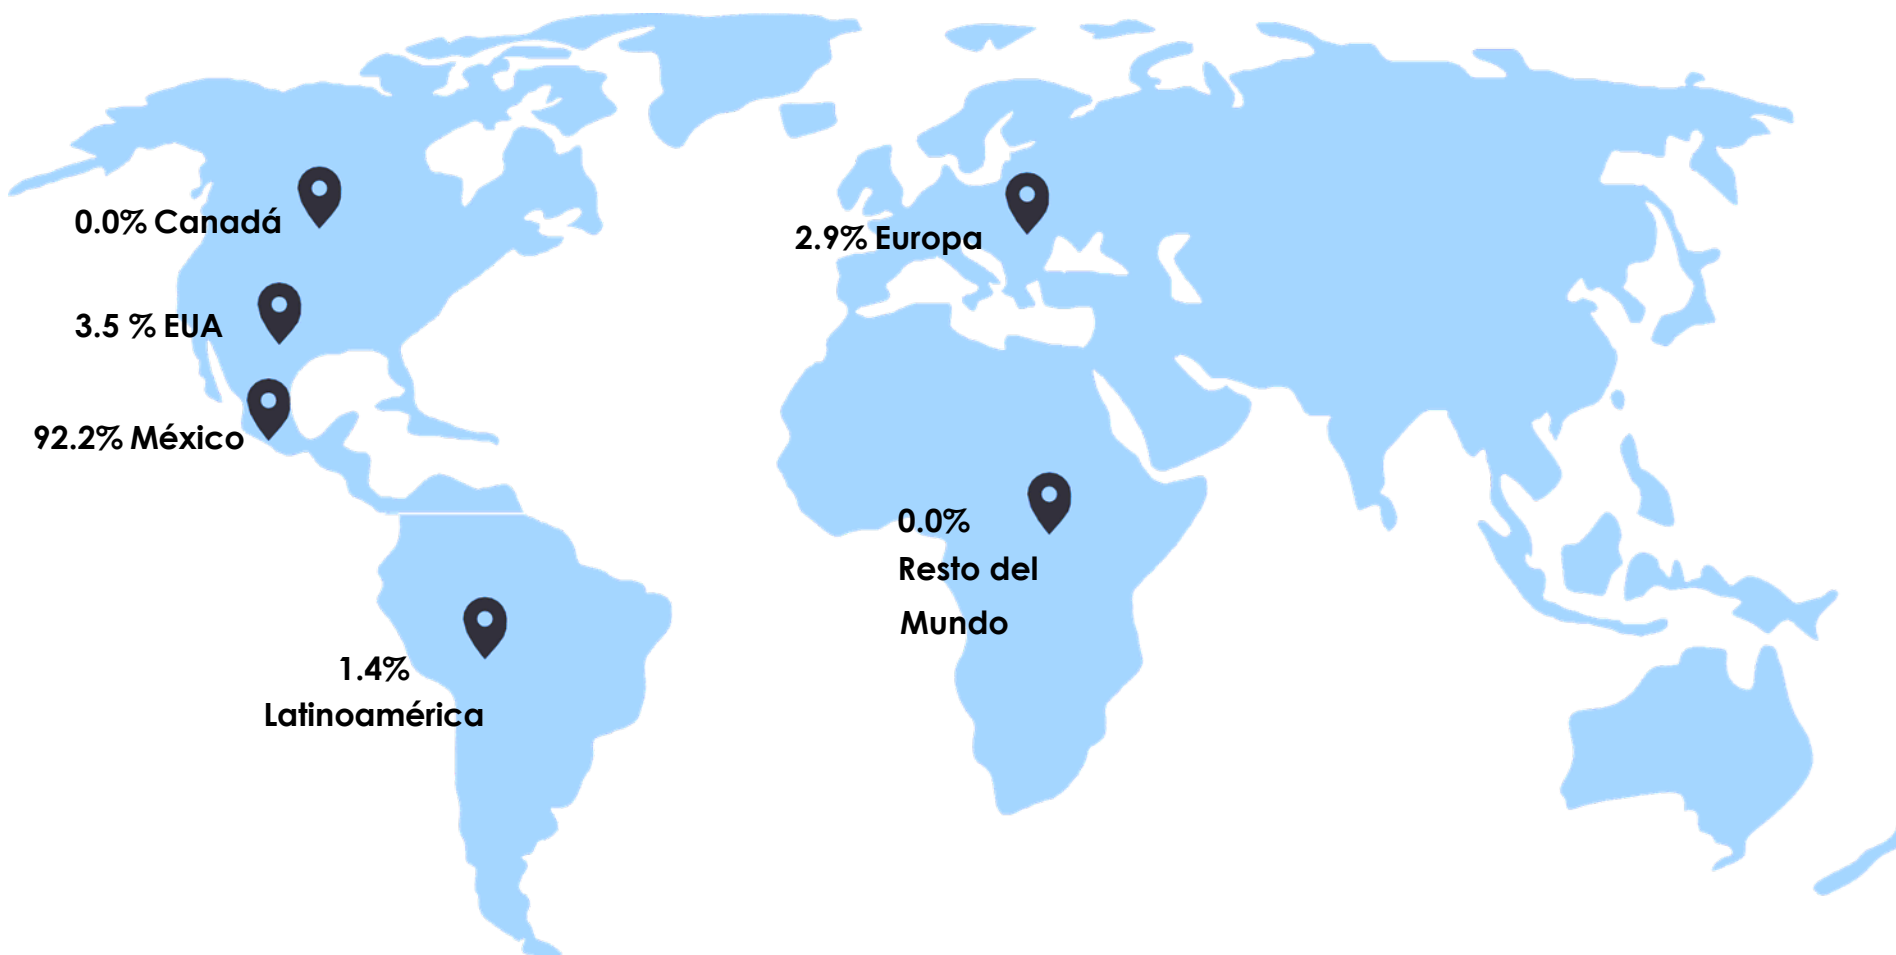 0.0% Canadá
2.9% Europa
3.5 % EUA
92.2% México
0.0%
Resto del
Mundo
1.4%
Latinoamérica